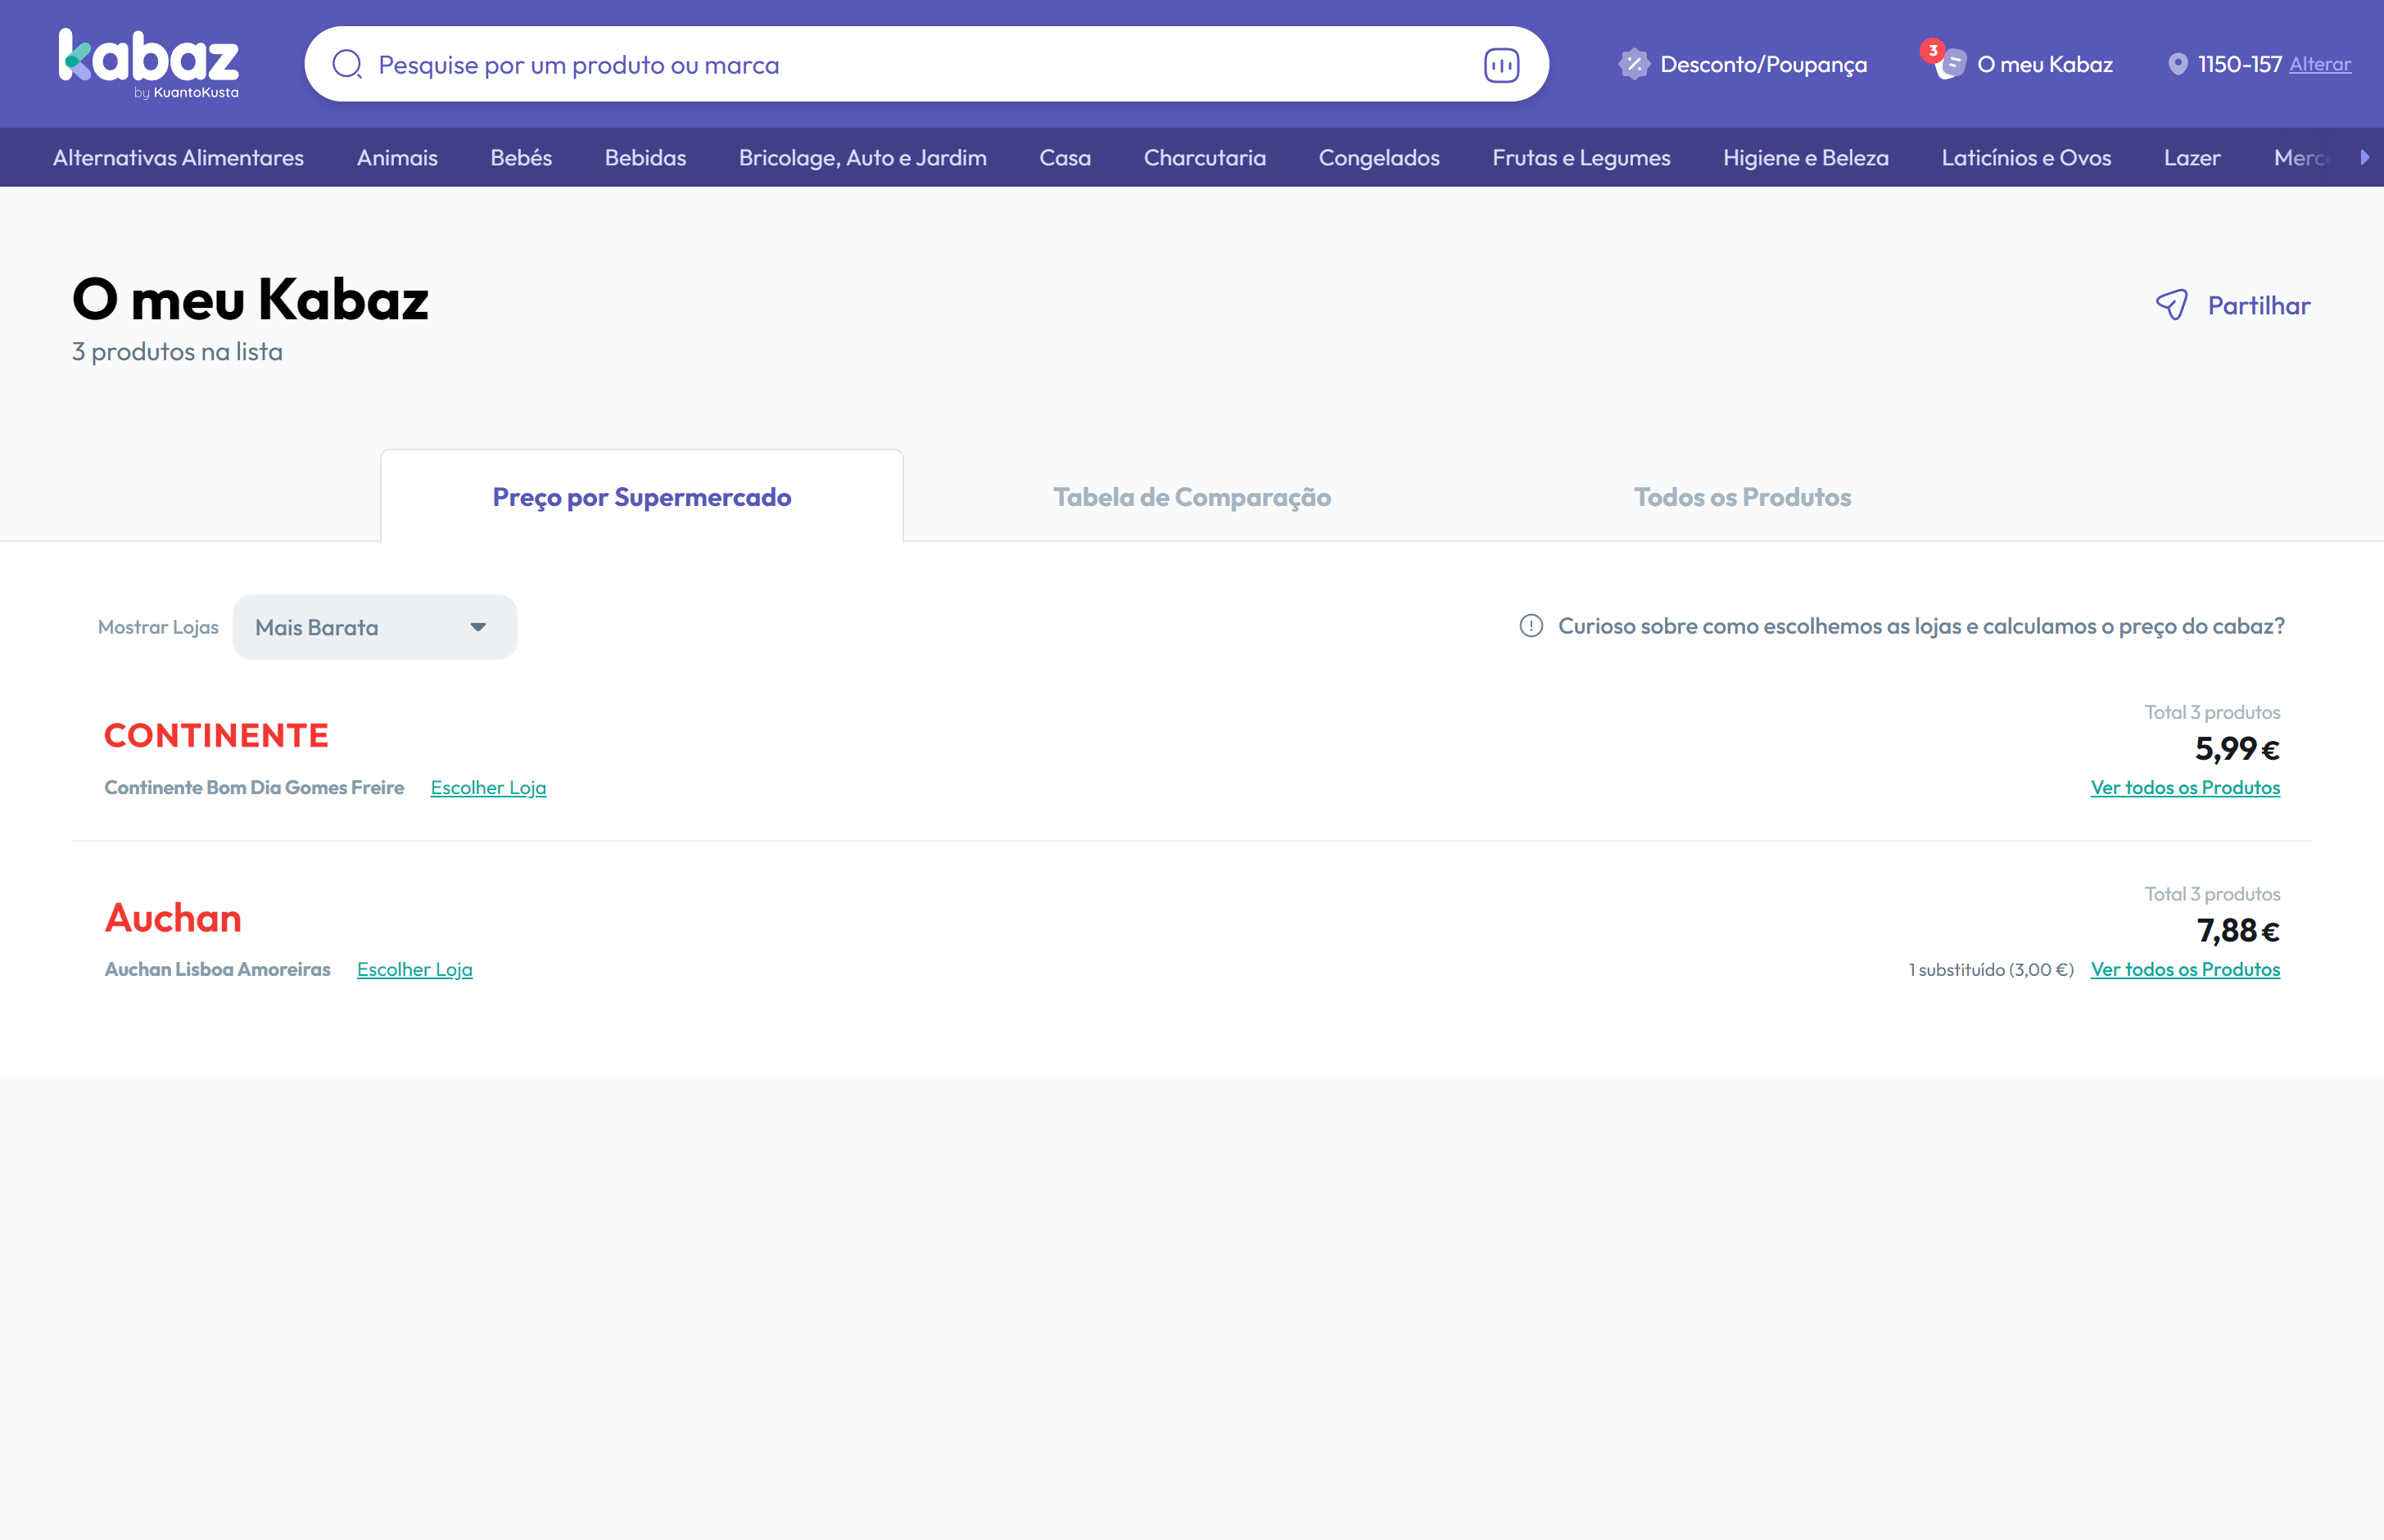 kabaz
by KuantoKusta
Pesquise por um produto ou marca
Desconto/Poupança
3
O meu Kabaz
1150-157 Alterar
Alternativas Alimentares Animais Bebés Bebidas Bricolage, Auto e Jardim Casa Charcutaria Congelados Frutas e Legumes Higiene e Beleza Laticínios e Ovos Lazer Merc
O meu Kabaz
3 produtos na lista
Partilhar
Preço por Supermercado Tabela de Comparação Todos os Produtos
Mostrar Lojas Mais Barata
Curioso sobre como escolhemos as lojas e calculamos o preço do cabaz?
CONTINENTE
Continente Bom Dia Gomes Freire Escolher Loja
Total 3 produtos
5,99 €
Ver todos os Produtos
Auchan
Auchan Lisboa Amoreiras Escolher Loja
Total 3 produtos
7,88 €
1 substituído (3,00 €) Ver todos os Produtos